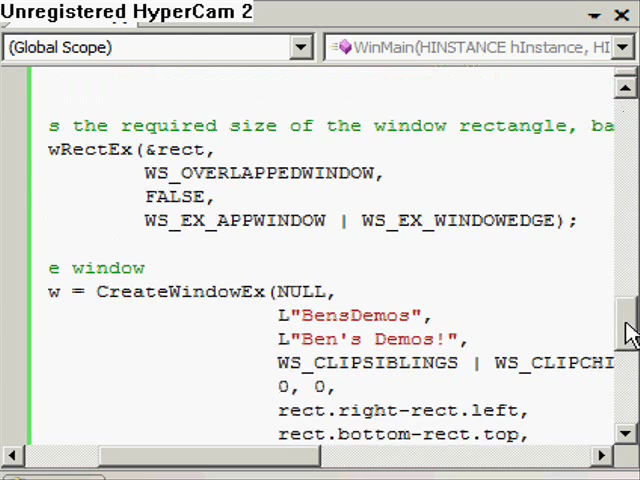 Unregistered HyperCam 2
(Global Scope)
WinMain(HINSTANCE hInstance, HI
s the required size of the window rectangle, ba
wRectEx(&rect,
WS_OVERLAPPEDWINDOW,
FALSE,
WS_EX_APPWINDOW | WS_EX_WINDOWEDGE);
e window
w = CreateWindowEx(NULL,
L"BensDemos",
L"Ben's Demos!",
WS_CLIPSIBLINGS | WS_CLIPCHI
0, 0,
rect.right-rect.left,
rect.bottom-rect.top,